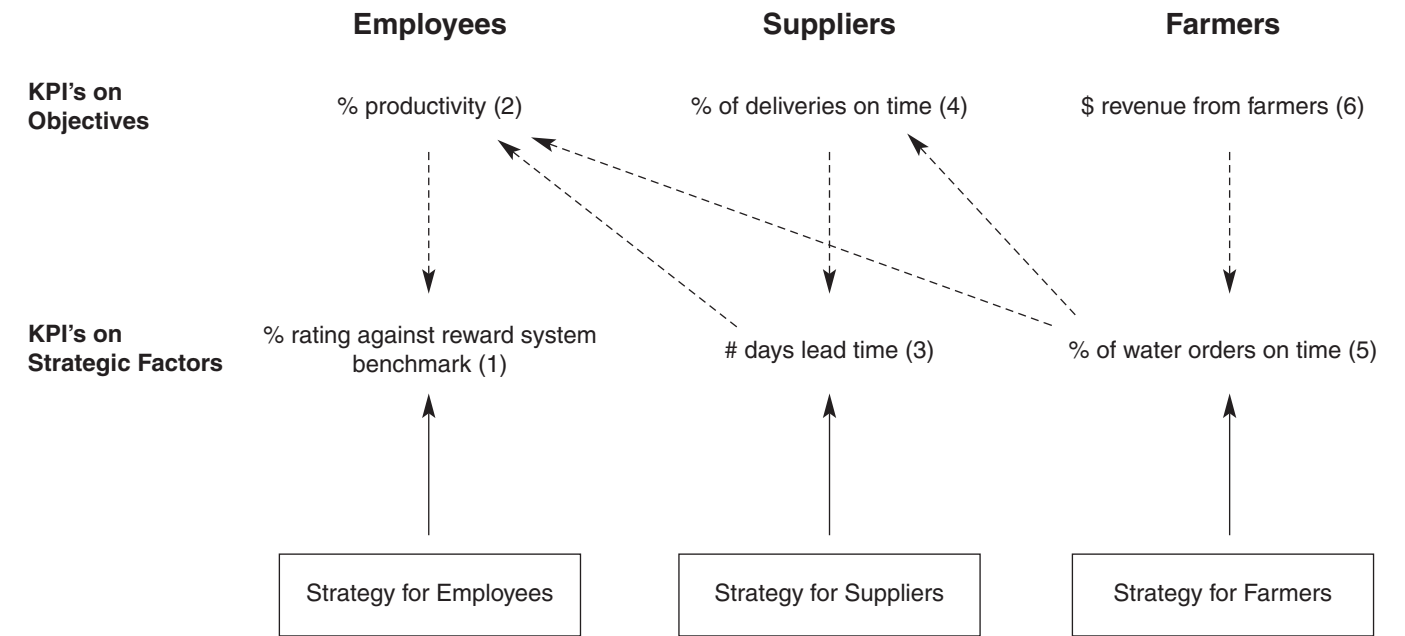 Employees
Suppliers
Farmers
KPI's on
Objectives
% productivity (2)
% of deliveries on time (4)
$ revenue from farmers (6)
KPI's on
Strategic Factors
% rating against reward system
benchmark (1)
# days lead time (3)
% of water orders on time (5)
Strategy for Employees
Strategy for Suppliers
Strategy for Farmers